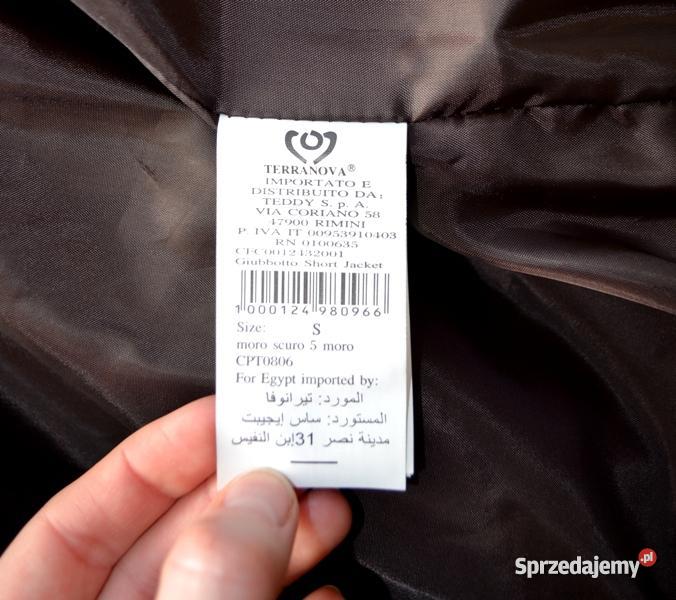 TERRANOVA®
IMPORTATO E
DISTRIBUITO DA:
TEDDY S. p. A.
VIA CORIANO 58
47900 RIMINI
P. IVA IT 00953910403
RN 0100635
CFC0012432001
Giubbotto Short Jacket
1000124980966
Size: S
moro scuro 5 moro
CPT0806
For Egypt imported by:
المورد: تيرانوفا
المستورد: ساس إيجيبت
مدينة نصر 31إبن النفيس
Sprzedajemy.pl